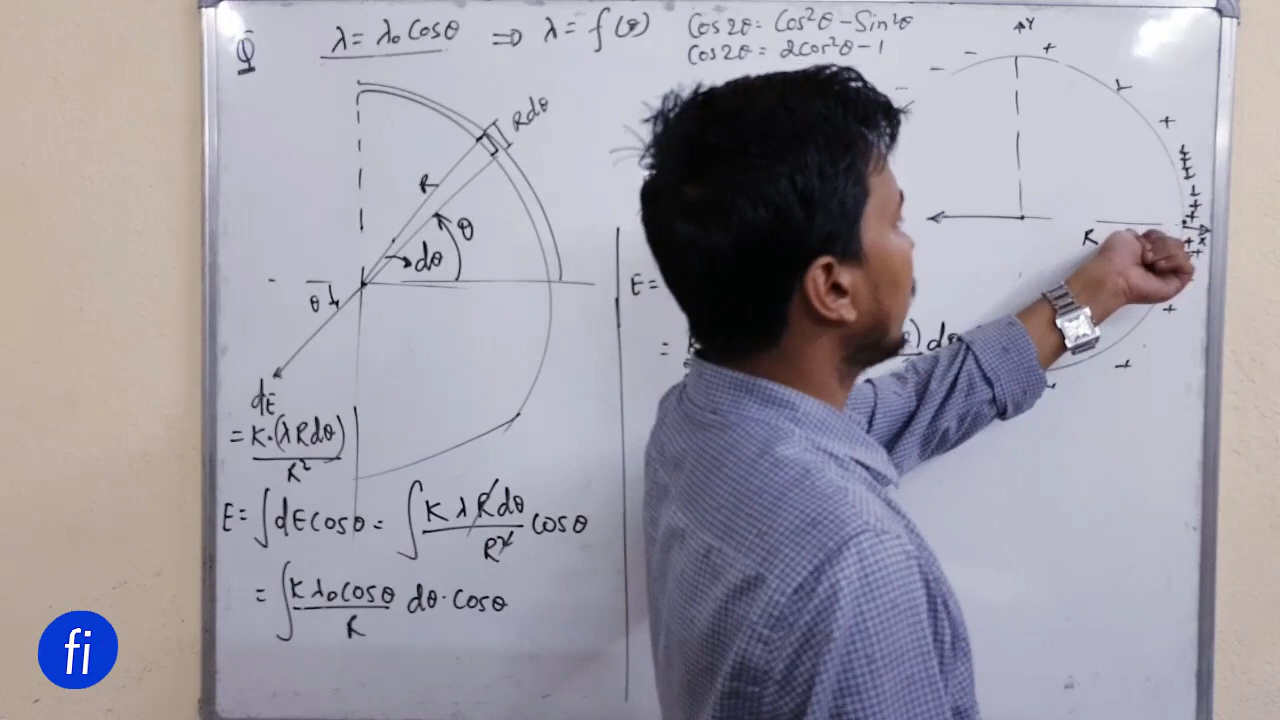 Q λ = λ₀ cosθ ⇒ λ = f(θ)
Cos2θ = Cos²θ - Sin²θ
Cos2θ = 2cos²θ - 1
Rdθ
R
θ
dθ
θ
dE
= K·(λRdθ)/R²
E = ∫dE cosθ = ∫ KλRdθ/R² cosθ
= ∫ Kλ₀cosθ/R dθ·cosθ
Y
- - + + + + + + +
R
x
E =
=
) dθ
fi